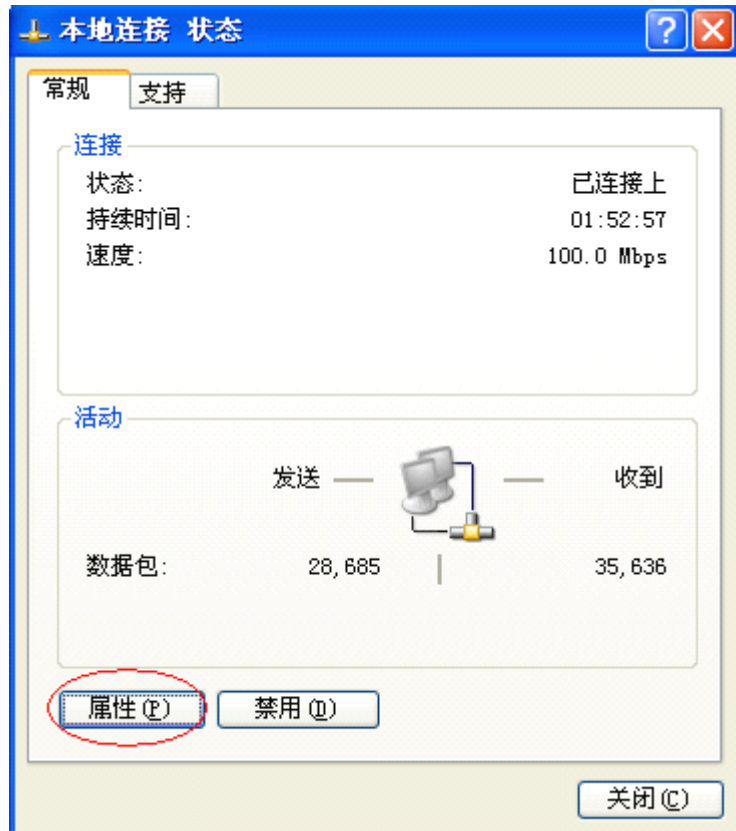 本地连接 状态
常规 支持
连接
状态: 已连接上
持续时间: 01:52:57
速度: 100.0 Mbps
活动
发送 — — 收到
数据包: 28,685 | 35,636
属性(P) 禁用(D)
关闭(C)